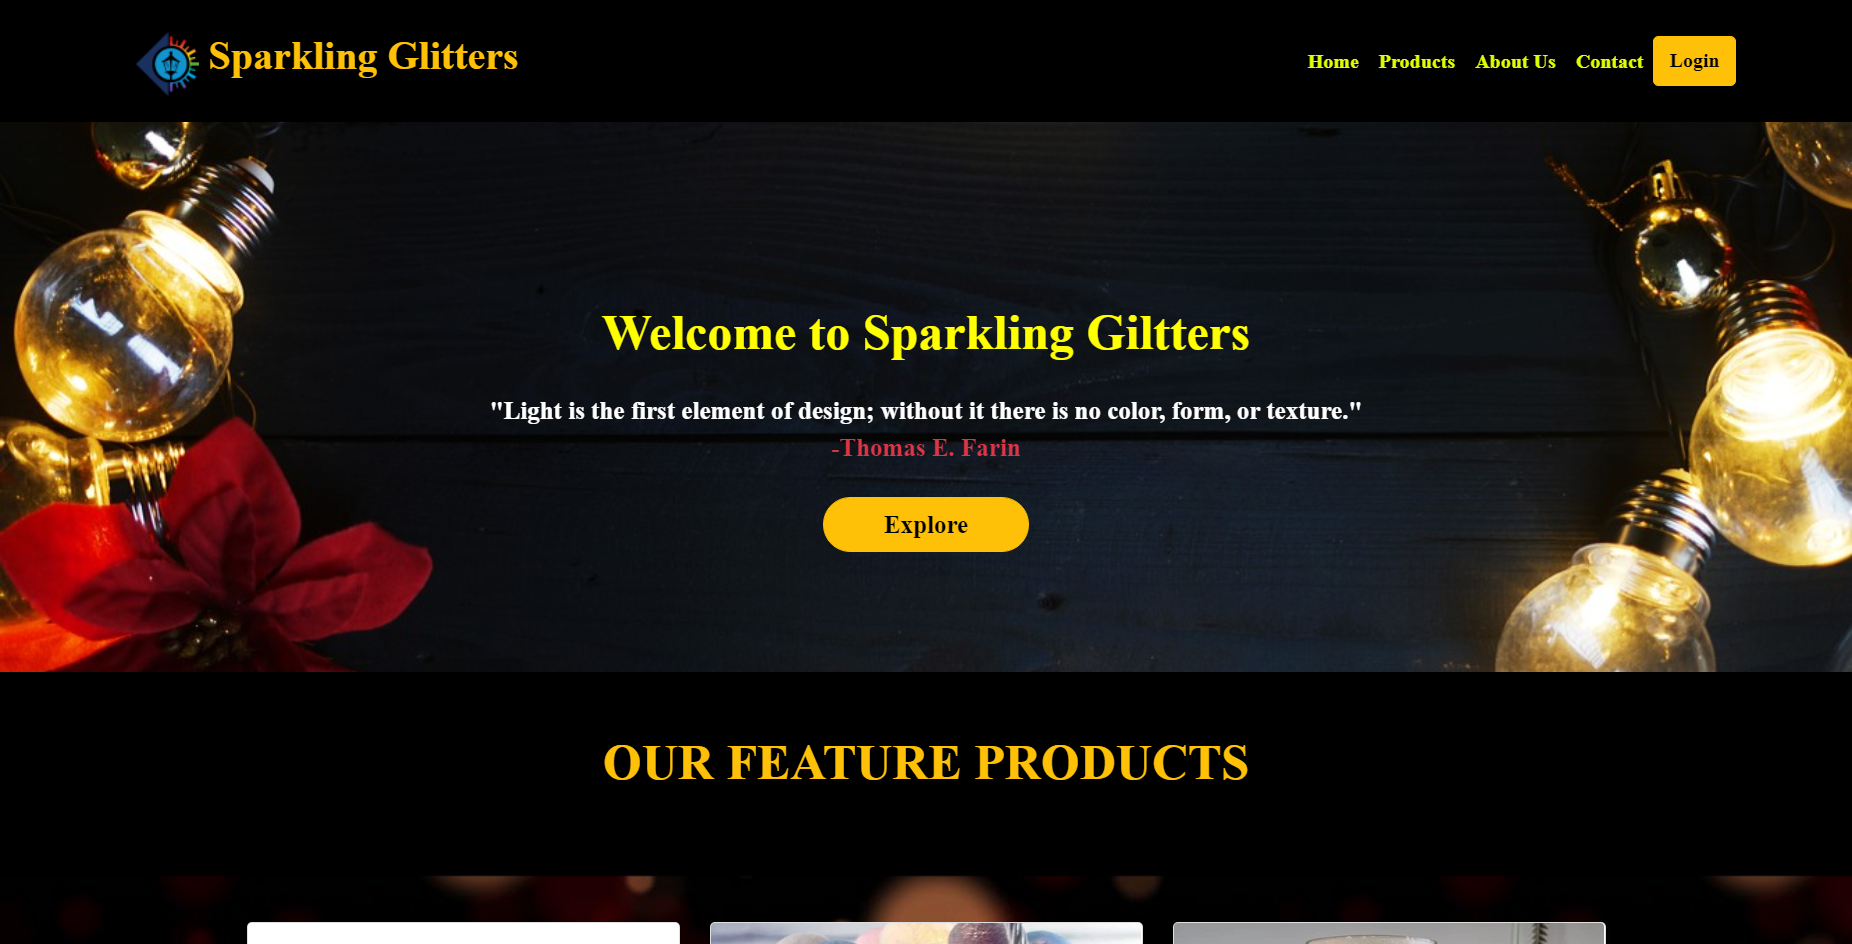 Sparkling Glitters
Home Products About Us Contact Login
Welcome to Sparkling Giltters
"Light is the first element of design; without it there is no color, form, or texture."
-Thomas E. Farin
Explore
OUR FEATURE PRODUCTS